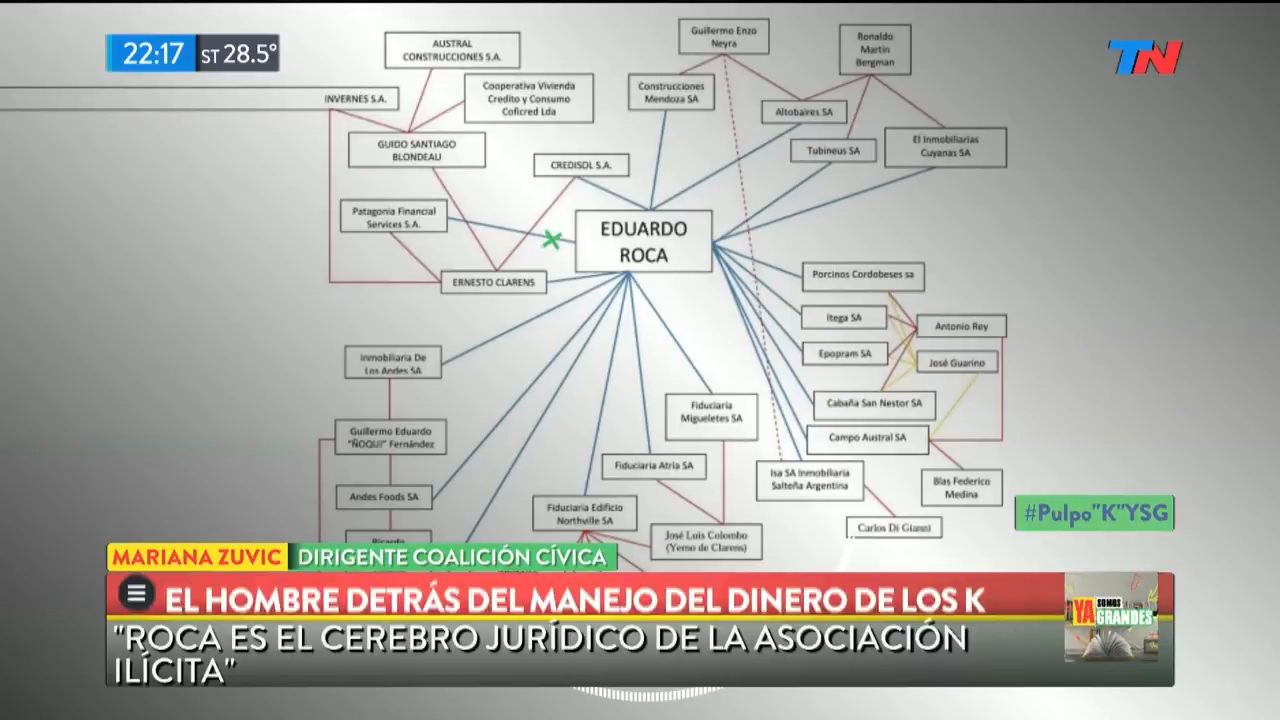 22:17
ST 28.5°
TN
AUSTRAL
CONSTRUCCIONES S.A.
Guillermo Enzo
Neyra
Ronaldo
Martin
Bergman
INVERNES S.A.
Cooperativa Vivienda
Credito y Consumo
Coficred Lda
Construcciones
Mendoza SA
Altobaires SA
GUIDO SANTIAGO
BLONDEAU
CREDISOL S.A.
Tubineus SA
El Inmobiliarias
Cuyanas SA
Patagonia Financial
Services S.A.
EDUARDO
ROCA
ERNESTO CLARENS
Porcinos Cordobeses sa
Itega SA
Antonio Rey
Epopram SA
José Guarino
Inmobiliaria De
Los Andes SA
Cabaña San Nestor SA
Fiduciaria
Migueletes SA
Campo Austral SA
Guillermo Eduardo
"ÑOQUI" Fernández
Fiduciaria Atria SA
Isa SA Inmobiliaria
Salteña Argentina
Blas Federico
Medina
Andes Foods SA
Fiduciaria Edificio
Northville SA
José Luis Colombo
(Yerno de Clarens)
Carlos Di Gianni
Ricardo
#Pulpo"K"YSG
MARIANA ZUVIC DIRIGENTE COALICIÓN CÍVICA
EL HOMBRE DETRÁS DEL MANEJO DEL DINERO DE LOS K
"ROCA ES EL CEREBRO JURÍDICO DE LA ASOCIACIÓN
ILÍCITA"
YA SOMOS
GRANDES